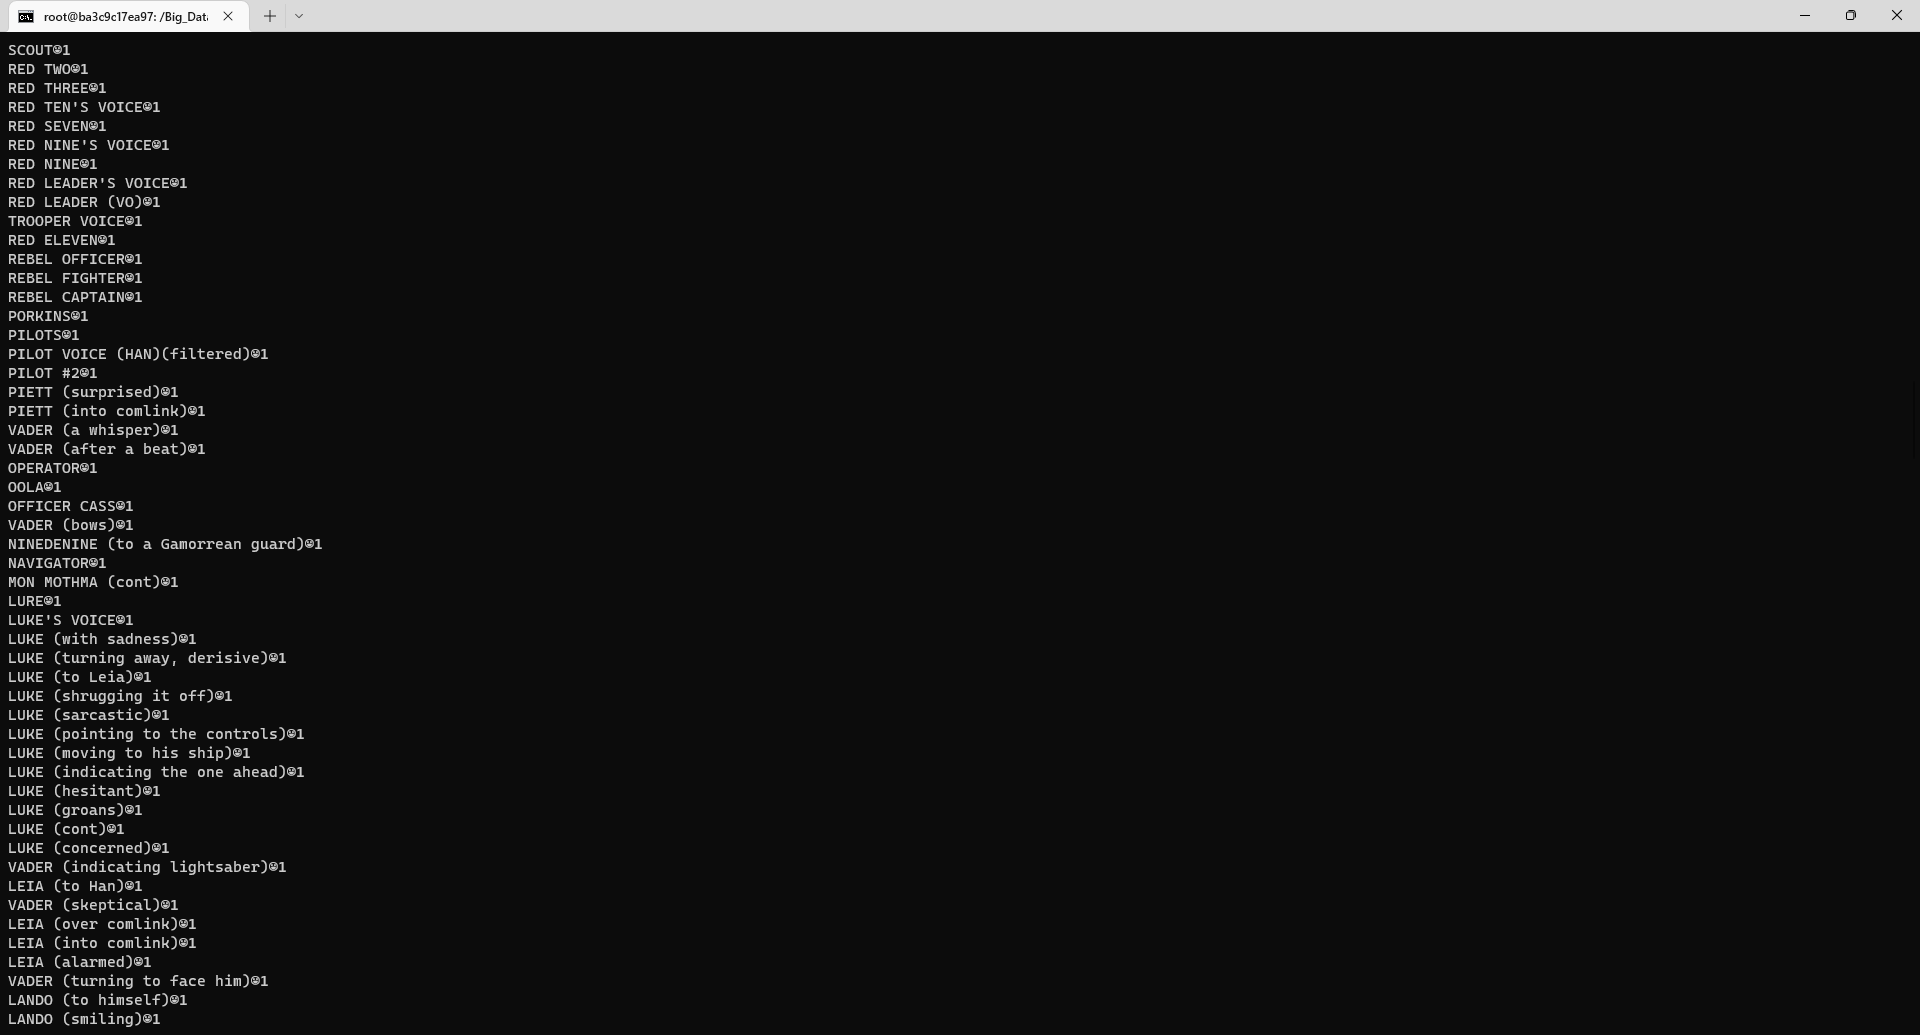 root@ba3c9c17ea97: /Big_Data
SCOUT☺1
RED TWO☺1
RED THREE☺1
RED TEN'S VOICE☺1
RED SEVEN☺1
RED NINE'S VOICE☺1
RED NINE☺1
RED LEADER'S VOICE☺1
RED LEADER (VO)☺1
TROOPER VOICE☺1
RED ELEVEN☺1
REBEL OFFICER☺1
REBEL FIGHTER☺1
REBEL CAPTAIN☺1
PORKINS☺1
PILOTS☺1
PILOT VOICE (HAN)(filtered)☺1
PILOT #2☺1
PIETT (surprised)☺1
PIETT (into comlink)☺1
VADER (a whisper)☺1
VADER (after a beat)☺1
OPERATOR☺1
OOLA☺1
OFFICER CASS☺1
VADER (bows)☺1
NINEDENINE (to a Gamorrean guard)☺1
NAVIGATOR☺1
MON MOTHMA (cont)☺1
LURE☺1
LUKE'S VOICE☺1
LUKE (with sadness)☺1
LUKE (turning away, derisive)☺1
LUKE (to Leia)☺1
LUKE (shrugging it off)☺1
LUKE (sarcastic)☺1
LUKE (pointing to the controls)☺1
LUKE (moving to his ship)☺1
LUKE (indicating the one ahead)☺1
LUKE (hesitant)☺1
LUKE (groans)☺1
LUKE (cont)☺1
LUKE (concerned)☺1
VADER (indicating lightsaber)☺1
LEIA (to Han)☺1
VADER (skeptical)☺1
LEIA (over comlink)☺1
LEIA (into comlink)☺1
LEIA (alarmed)☺1
VADER (turning to face him)☺1
LANDO (to himself)☺1
LANDO (smiling)☺1